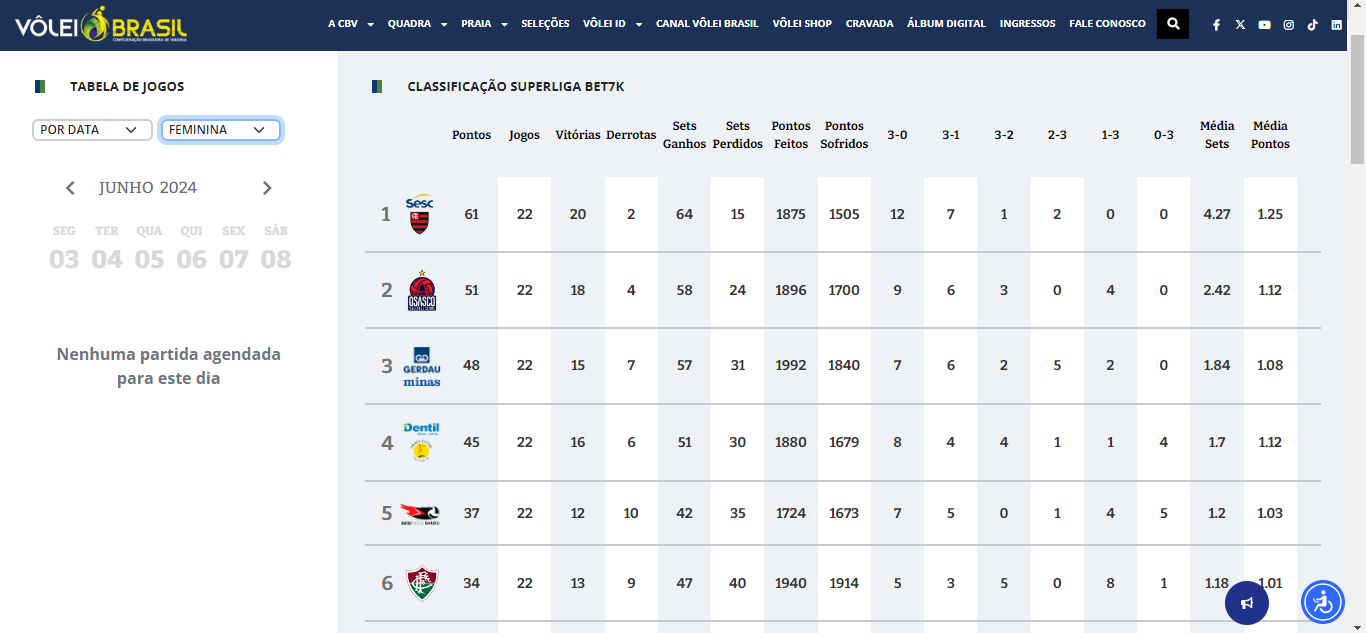 VÔLEI BRASIL
CONFEDERAÇÃO BRASILEIRA DE VOLEIBOL
A CBV QUADRA PRAIA SELEÇÕES VÔLEI ID CANAL VÔLEI BRASIL VÔLEI SHOP CRAVADA ÁLBUM DIGITAL INGRESSOS FALE CONOSCO
TABELA DE JOGOS
POR DATA FEMININA
JUNHO 2024
SEG TER QUA QUI SEX SÁB
03 04 05 06 07 08
Nenhuma partida agendada
para este dia
CLASSIFICAÇÃO SUPERLIGA BET7K
Pontos Jogos Vitórias Derrotas Sets Ganhos Sets Perdidos Pontos Feitos Pontos Sofridos 3-0 3-1 3-2 2-3 1-3 0-3 Média Sets Média Pontos
1 Sesc 61 22 20 2 64 15 1875 1505 12 7 1 2 0 0 4.27 1.25
2 OSASCO 51 22 18 4 58 24 1896 1700 9 6 3 0 4 0 2.42 1.12
3 GERDAU minas 48 22 15 7 57 31 1992 1840 7 6 2 5 2 0 1.84 1.08
4 Dentil 45 22 16 6 51 30 1880 1679 8 4 4 1 1 4 1.7 1.12
5 37 22 12 10 42 35 1724 1673 7 5 0 1 4 5 1.2 1.03
6 34 22 13 9 47 40 1940 1914 5 3 5 0 8 1 1.18 1.01